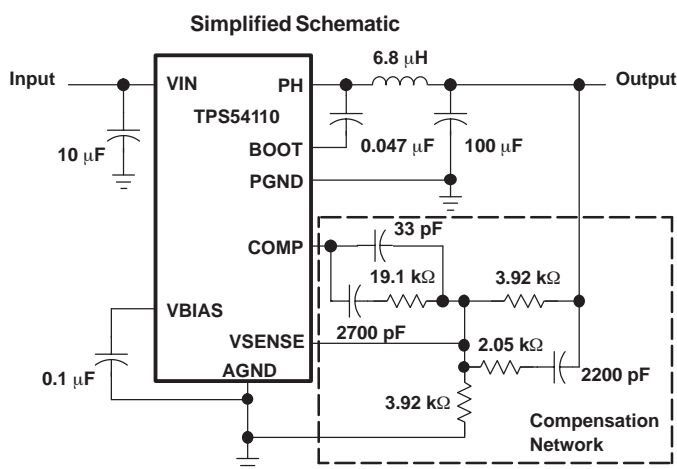 Simplified Schematic
6.8 μH
Input
VIN
PH
Output
TPS54110
10 μF
BOOT
0.047 μF
100 μF
PGND
COMP
33 pF
19.1 kΩ
3.92 kΩ
VBIAS
2700 pF
VSENSE
2.05 kΩ
2200 pF
AGND
0.1 μF
3.92 kΩ
Compensation
Network